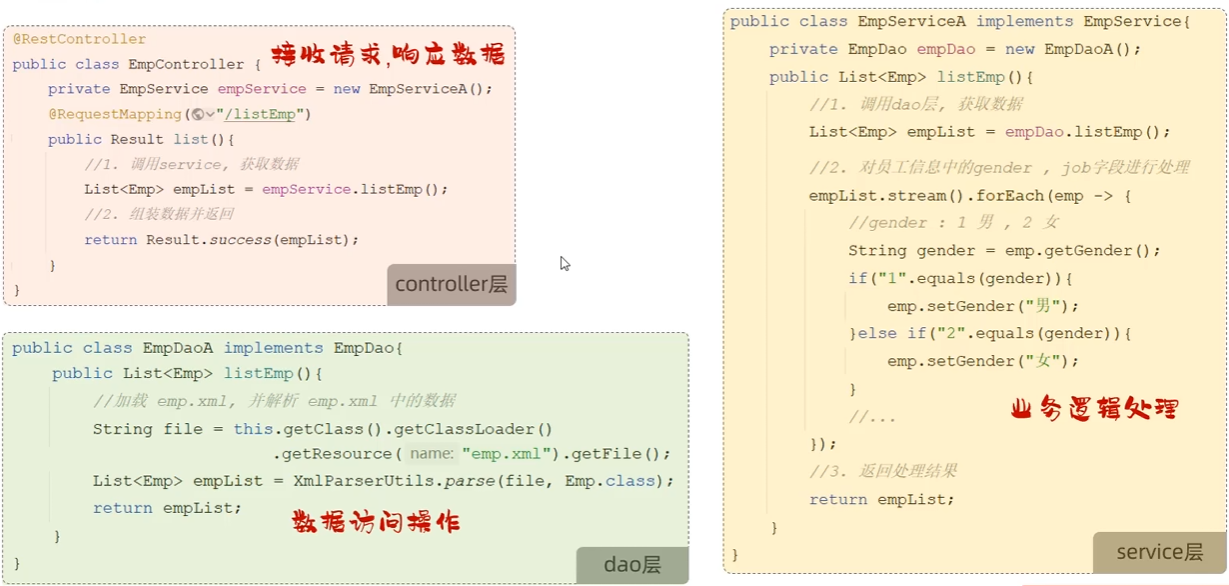 @RestController
public class EmpController {
接收请求,响应数据
private EmpService empService = new EmpServiceA();
@RequestMapping("/listEmp")
public Result list(){
//1. 调用service, 获取数据
List<Emp> empList = empService.listEmp();
//2. 组装数据并返回
return Result.success(empList);
}
}
controller层
public class EmpDaoA implements EmpDao{
public List<Emp> listEmp(){
//加载 emp.xml, 并解析 emp.xml 中的数据
String file = this.getClass().getClassLoader()
.getResource( name: "emp.xml").getFile();
List<Emp> empList = XmlParserUtils.parse(file, Emp.class);
return empList;
数据访问操作
}
}
dao层
public class EmpServiceA implements EmpService{
private EmpDao empDao = new EmpDaoA();
public List<Emp> listEmp(){
//1. 调用dao层, 获取数据
List<Emp> empList = empDao.listEmp();
//2. 对员工信息中的gender , job字段进行处理
empList.stream().forEach(emp -> {
//gender : 1 男 , 2 女
String gender = emp.getGender();
if("1".equals(gender)){
emp.setGender("男");
}else if("2".equals(gender)){
emp.setGender("女");
}
业务逻辑处理
//...
});
//3. 返回处理结果
return empList;
}
}
service层